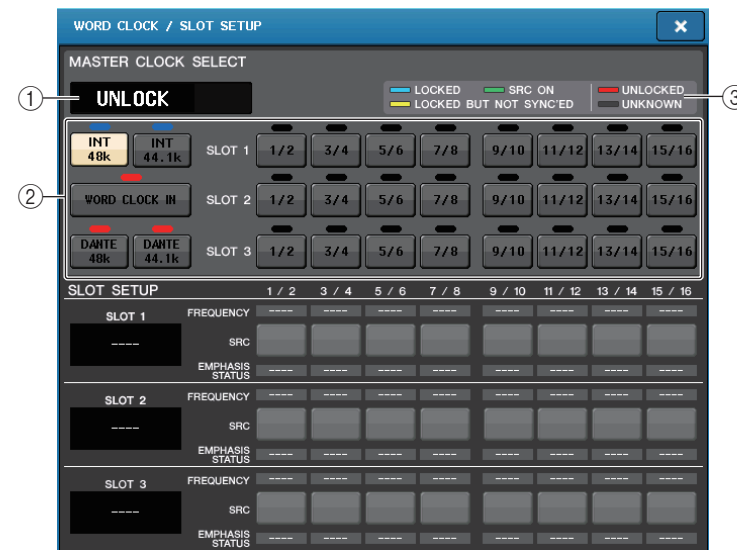 WORD CLOCK / SLOT SETUP ×
MASTER CLOCK SELECT
① UNLOCK LOCKED SRC ON UNLOCKED ③
LOCKED BUT NOT SYNC'ED UNKNOWN
INT 48k INT 44.1k SLOT 1 1/2 3/4 5/6 7/8 9/10 11/12 13/14 15/16
② WORD CLOCK IN SLOT 2 1/2 3/4 5/6 7/8 9/10 11/12 13/14 15/16
DANTE 48k DANTE 44.1k SLOT 3 1/2 3/4 5/6 7/8 9/10 11/12 13/14 15/16
SLOT SETUP 1 / 2 3 / 4 5 / 6 7 / 8 9 / 10 11 / 12 13 / 14 15 / 16
SLOT 1 FREQUENCY ---- ---- ---- ---- ---- ---- ---- ----
---- SRC
EMPHASIS STATUS ---- ---- ---- ---- ---- ---- ---- ----
SLOT 2 FREQUENCY ---- ---- ---- ---- ---- ---- ---- ----
---- SRC
EMPHASIS STATUS ---- ---- ---- ---- ---- ---- ---- ----
SLOT 3 FREQUENCY ---- ---- ---- ---- ---- ---- ---- ----
---- SRC
EMPHASIS STATUS ---- ---- ---- ---- ---- ---- ---- ----